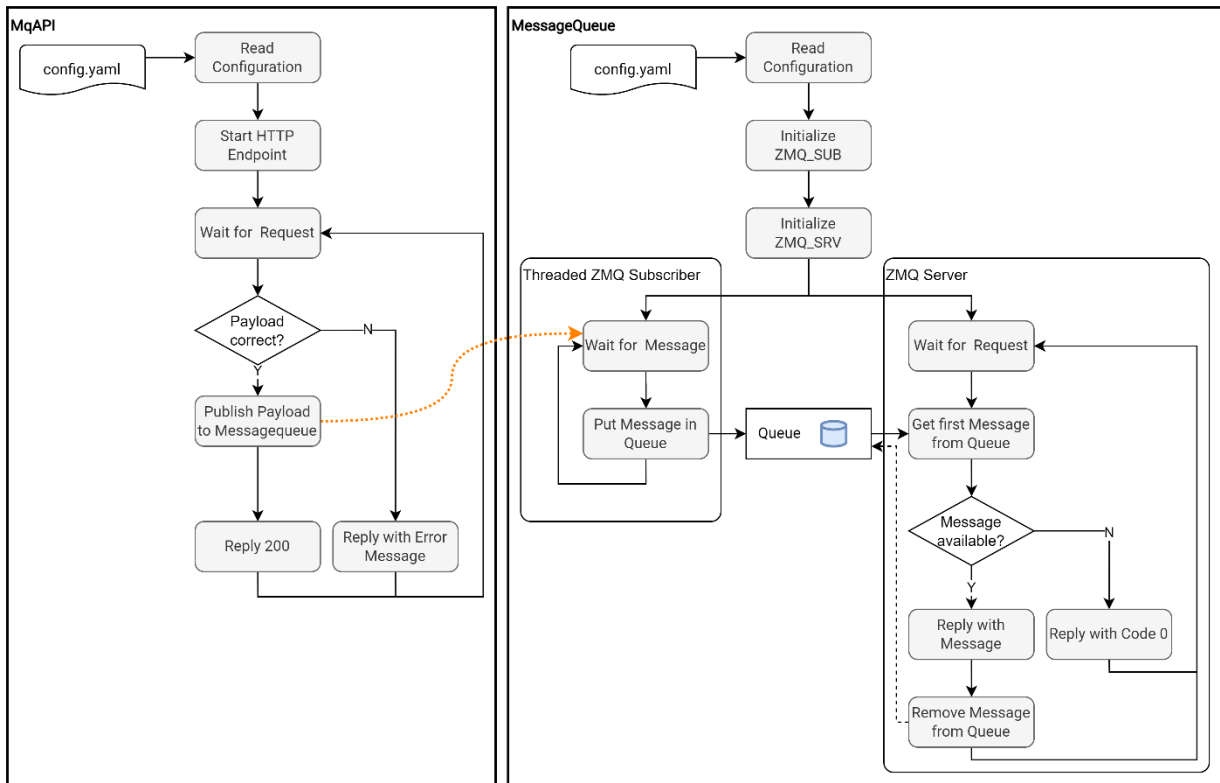 MqAPI
config.yaml
Read
Configuration
Start HTTP
Endpoint
Wait for Request
Payload
correct?
N
Y
Publish Payload
to Messagequeue
Reply 200
Reply with Error
Message
MessageQueue
config.yaml
Read
Configuration
Initialize
ZMQ_SUB
Initialize
ZMQ_SRV
Threaded ZMQ Subscriber
Wait for Message
Put Message in
Queue
Queue
ZMQ Server
Wait for Request
Get first Message
from Queue
Message
available?
N
Y
Reply with
Message
Reply with Code 0
Remove Message
from Queue